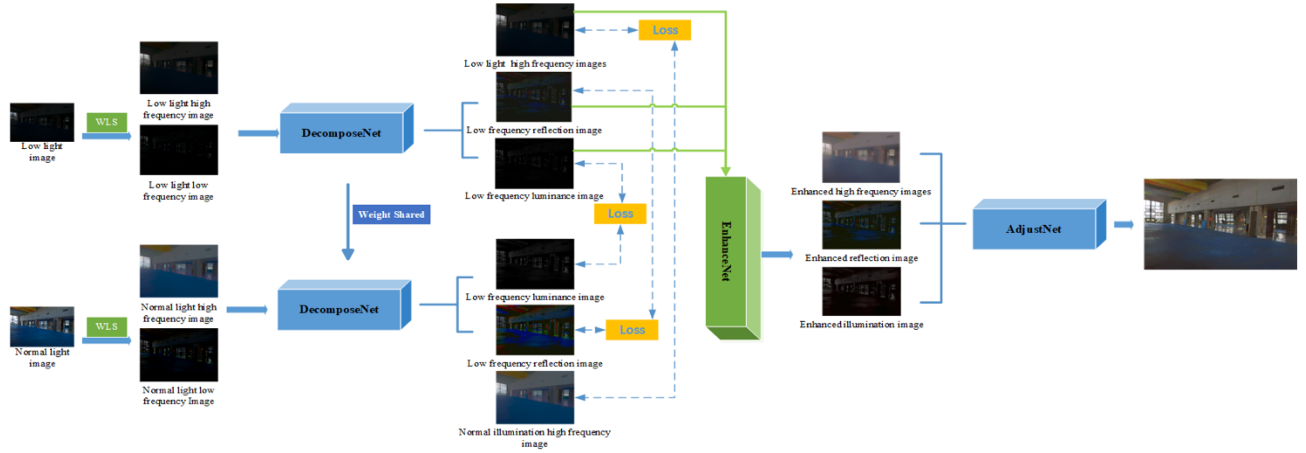 Loss
Low light high frequency images
Low light high
frequency image
WLS
Low light
image
DecomposeNet
Low frequency reflection image
Low light low
frequency image
Low frequency luminance image
Weight Shared
Loss
EnhanceNet
Enhanced high frequency images
Enhanced reflection image
Enhanced illumination image
AdjustNet
Normal light high
frequency image
WLS
Normal light
image
DecomposeNet
Low frequency luminance image
Loss
Low frequency reflection image
Normal light low
frequency Image
Normal illumination high frequency
image